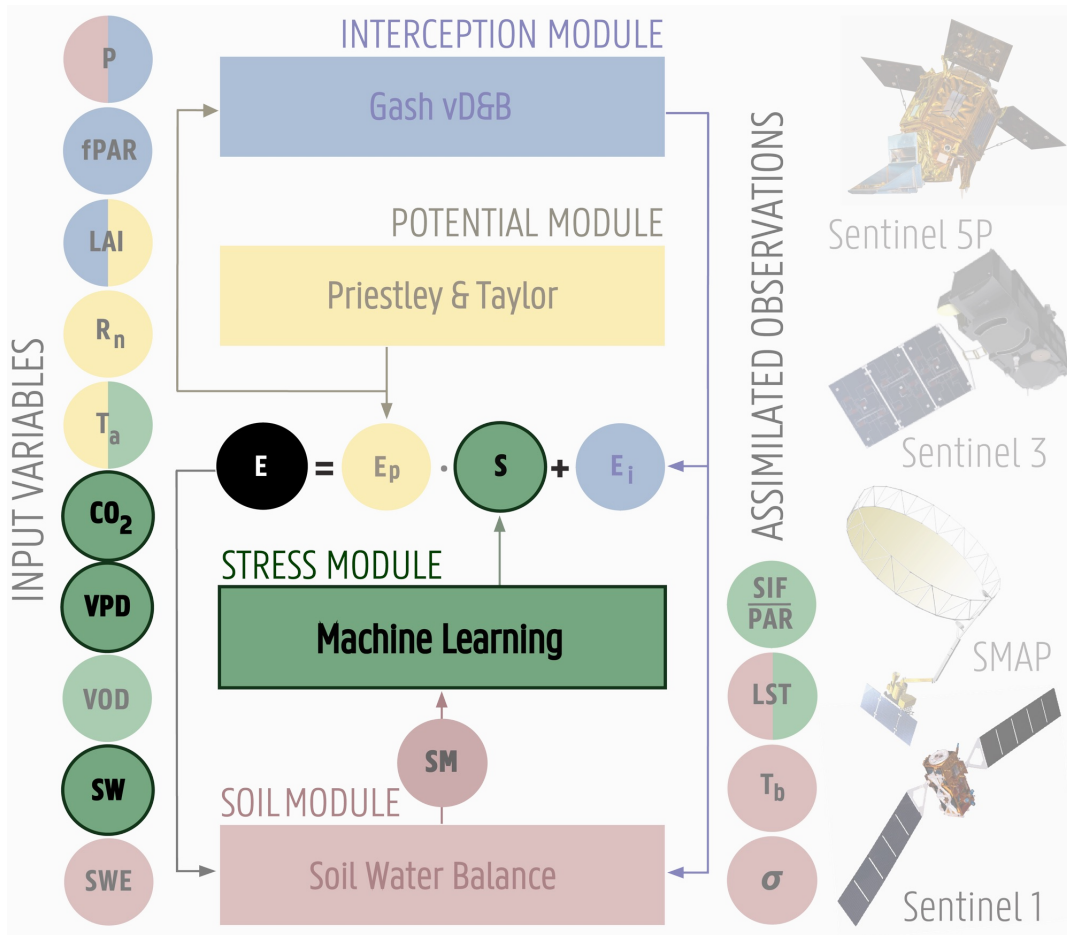 INPUT VARIABLES
P
fPAR
LAI
Rn
Ta
CO2
VPD
VOD
SW
SWE
INTERCEPTION MODULE
Gash vD&B
POTENTIAL MODULE
Priestley & Taylor
E = Ep · S + Ei
STRESS MODULE
Machine Learning
SM
SOIL MODULE
Soil Water Balance
ASSIMILATED OBSERVATIONS
SIF
PAR
LST
Tb
σ
Sentinel 5P
Sentinel 3
SMAP
Sentinel 1